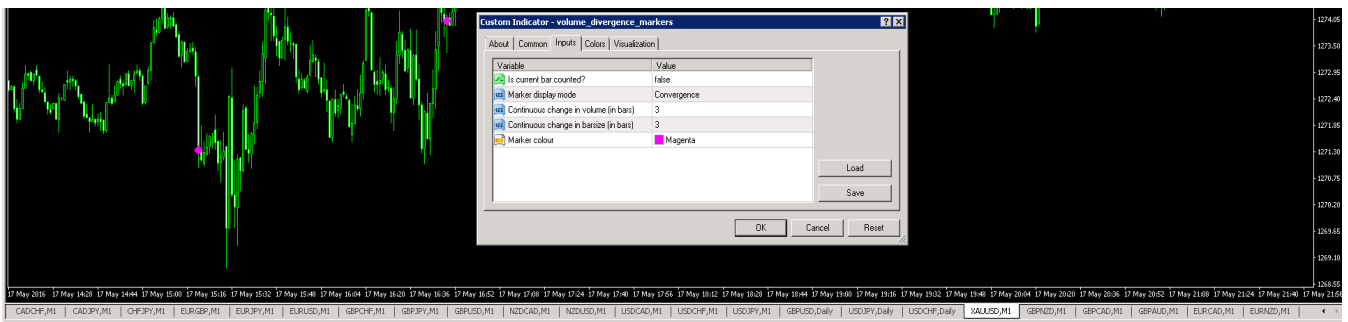 Custom Indicator - volume_divergence_markers
About Common Inputs Colors Visualization
Variable Value
Is current bar counted? false
Marker display mode Convergence
Continuous change in volume (in bars) 3
Continuous change in barsize (in bars) 3
Marker colour Magenta
Load
Save
OK Cancel Reset
1274.05
1273.50
1272.95
1272.40
1271.85
1271.30
1270.75
1270.20
1269.65
1269.10
1268.55
17 May 2016 17 May 14:28 17 May 14:44 17 May 15:00 17 May 15:16 17 May 15:32 17 May 15:48 17 May 16:04 17 May 16:20 17 May 16:36 17 May 16:52 17 May 17:08 17 May 17:24 17 May 17:40 17 May 17:56 17 May 18:12 17 May 18:28 17 May 18:44 17 May 19:00 17 May 19:16 17 May 19:32 17 May 19:48 17 May 20:04 17 May 20:20 17 May 20:36 17 May 20:52 17 May 21:08 17 May 21:24 17 May 21:40 17 May 21:56
CADCHF,M1 CADJPY,M1 CHFJPY,M1 EURGBP,M1 EURJPY,M1 EURUSD,M1 GBPCHF,M1 GBPJPY,M1 GBPUSD,M1 NZDCAD,M1 NZDUSD,M1 USDCAD,M1 USDCHF,M1 USDJPY,M1 GBPUSD,Daily USDJPY,Daily USDCHF,Daily XAUUSD,M1 GBPNZD,M1 GBPCAD,M1 GBPAUD,M1 EURCAD,M1 EURNZD,M1